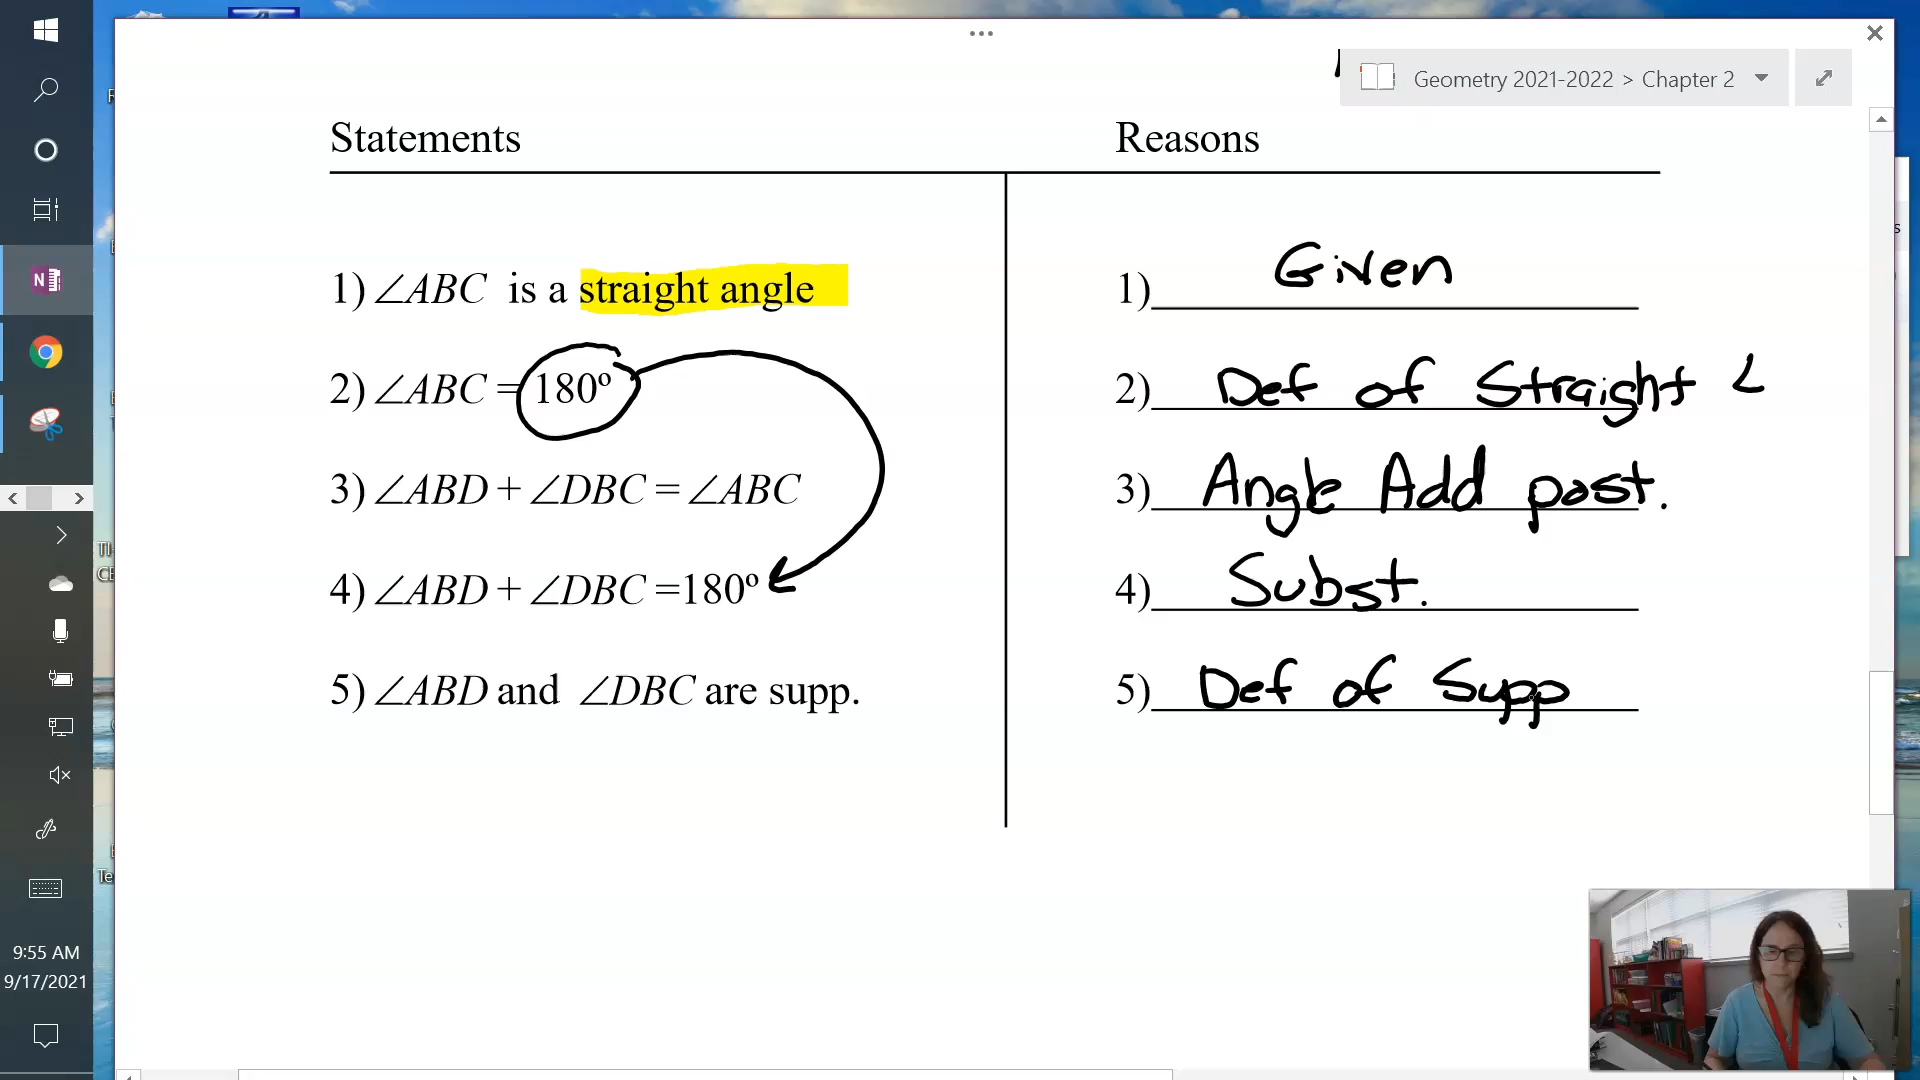 Geometry 2021-2022 > Chapter 2
Statements
Reasons
1) ∠ABC is a straight angle
1) Given
2) ∠ABC = 180º
2) Def of Straight ∠
3) ∠ABD + ∠DBC = ∠ABC
3) Angle Add post.
4) ∠ABD + ∠DBC =180º
4) Subst.
5) ∠ABD and ∠DBC are supp.
5) Def of Supp
9:55 AM
9/17/2021